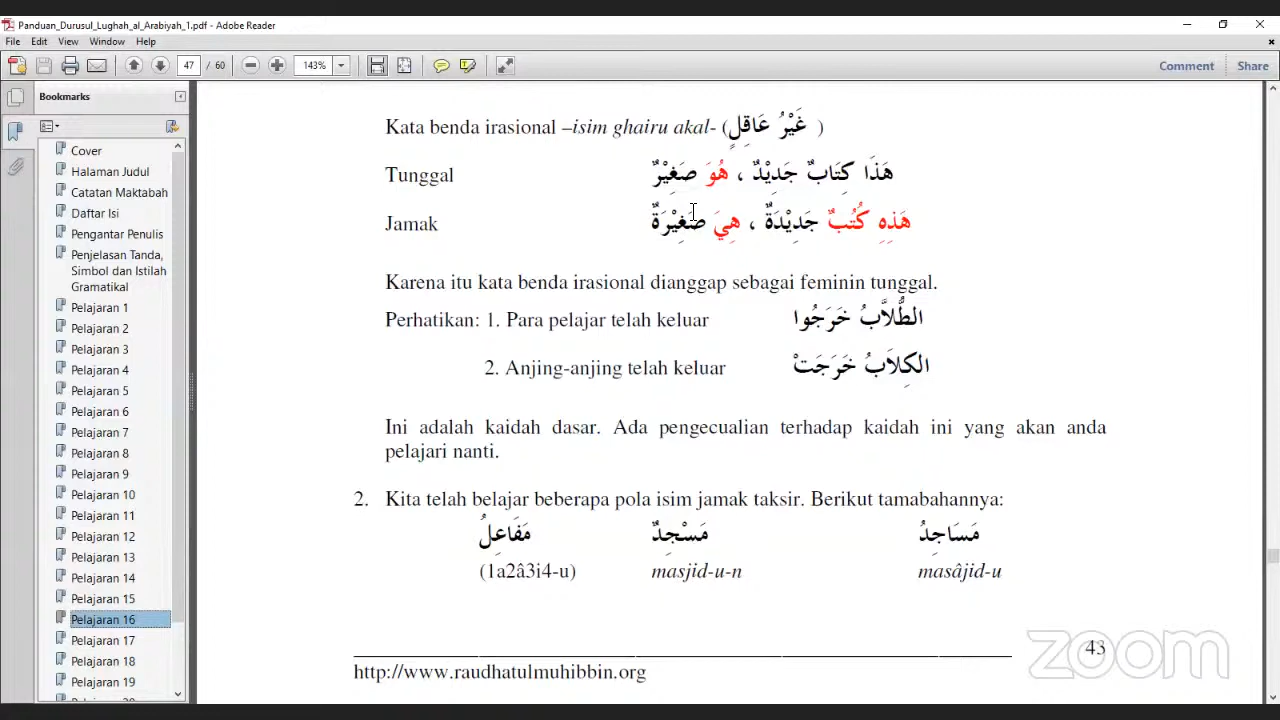 Panduan_Durusul_Lughah_al_Arabiyah_1.pdf - Adobe Reader
File Edit View Window Help
47 / 60 143% Comment Share
Bookmarks
Cover
Halaman Judul
Catatan Maktabah
Daftar Isi
Pengantar Penulis
Penjelasan Tanda,
Simbol dan Istilah
Gramatikal
Pelajaran 1
Pelajaran 2
Pelajaran 3
Pelajaran 4
Pelajaran 5
Pelajaran 6
Pelajaran 7
Pelajaran 8
Pelajaran 9
Pelajaran 10
Pelajaran 11
Pelajaran 12
Pelajaran 13
Pelajaran 14
Pelajaran 15
Pelajaran 16
Pelajaran 17
Pelajaran 18
Pelajaran 19
Kata benda irasional –isim ghairu akal- (غَيْرُ عَاقِلٍ )
Tunggal هَذَا كِتَابٌ جَدِيْدٌ ، هُوَ صَغِيْرٌ
Jamak هَذِهِ كُتُبٌ جَدِيْدَةٌ ، هِيَ صَغِيْرَةٌ
Karena itu kata benda irasional dianggap sebagai feminin tunggal.
Perhatikan: 1. Para pelajar telah keluar الطُّلاَّبُ خَرَجُوا
2. Anjing-anjing telah keluar الكِلاَبُ خَرَجَتْ
Ini adalah kaidah dasar. Ada pengecualian terhadap kaidah ini yang akan anda
pelajari nanti.
2. Kita telah belajar beberapa pola isim jamak taksir. Berikut tamabahannya:
مَفَاعِلُ مَسْجِدٌ مَسَاجِدُ
(1a2â3i4-u) masjid-u-n masâjid-u
43
http://www.raudhatulmuhibbin.org
zoom